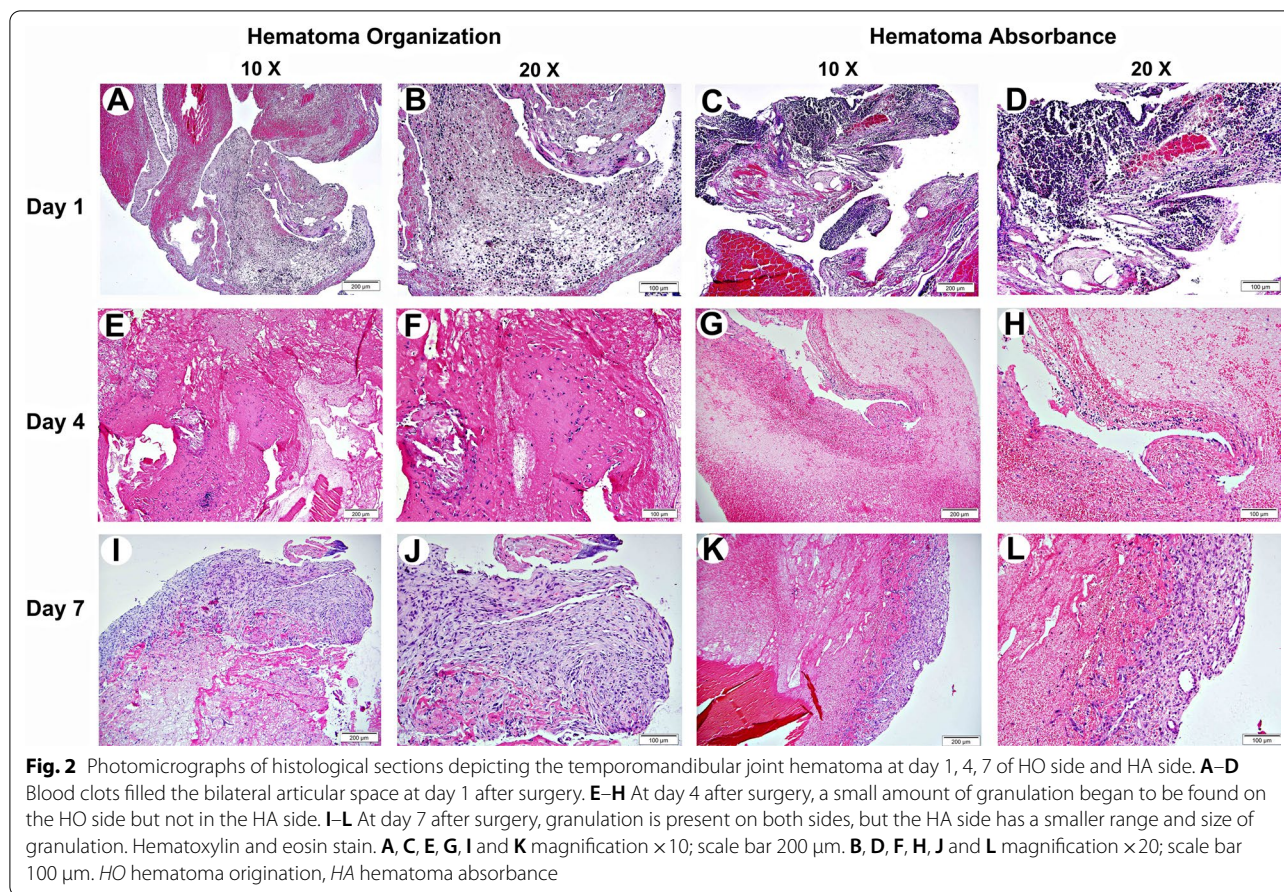 Hematoma Organization Hematoma Absorbance
10 X 20 X 10 X 20 X
Day 1
A B C D
200 µm 100 µm 200 µm 100 µm
Day 4
E F G H
200 µm 100 µm 200 µm 100 µm
Day 7
I J K L
200 µm 100 µm 200 µm 100 µm
Fig. 2 Photomicrographs of histological sections depicting the temporomandibular joint hematoma at day 1, 4, 7 of HO side and HA side. A–D
Blood clots filled the bilateral articular space at day 1 after surgery. E–H At day 4 after surgery, a small amount of granulation began to be found on
the HO side but not in the HA side. I–L At day 7 after surgery, granulation is present on both sides, but the HA side has a smaller range and size of
granulation. Hematoxylin and eosin stain. A, C, E, G, I and K magnification × 10; scale bar 200 µm. B, D, F, H, J and L magnification × 20; scale bar
100 µm. HO hematoma origination, HA hematoma absorbance